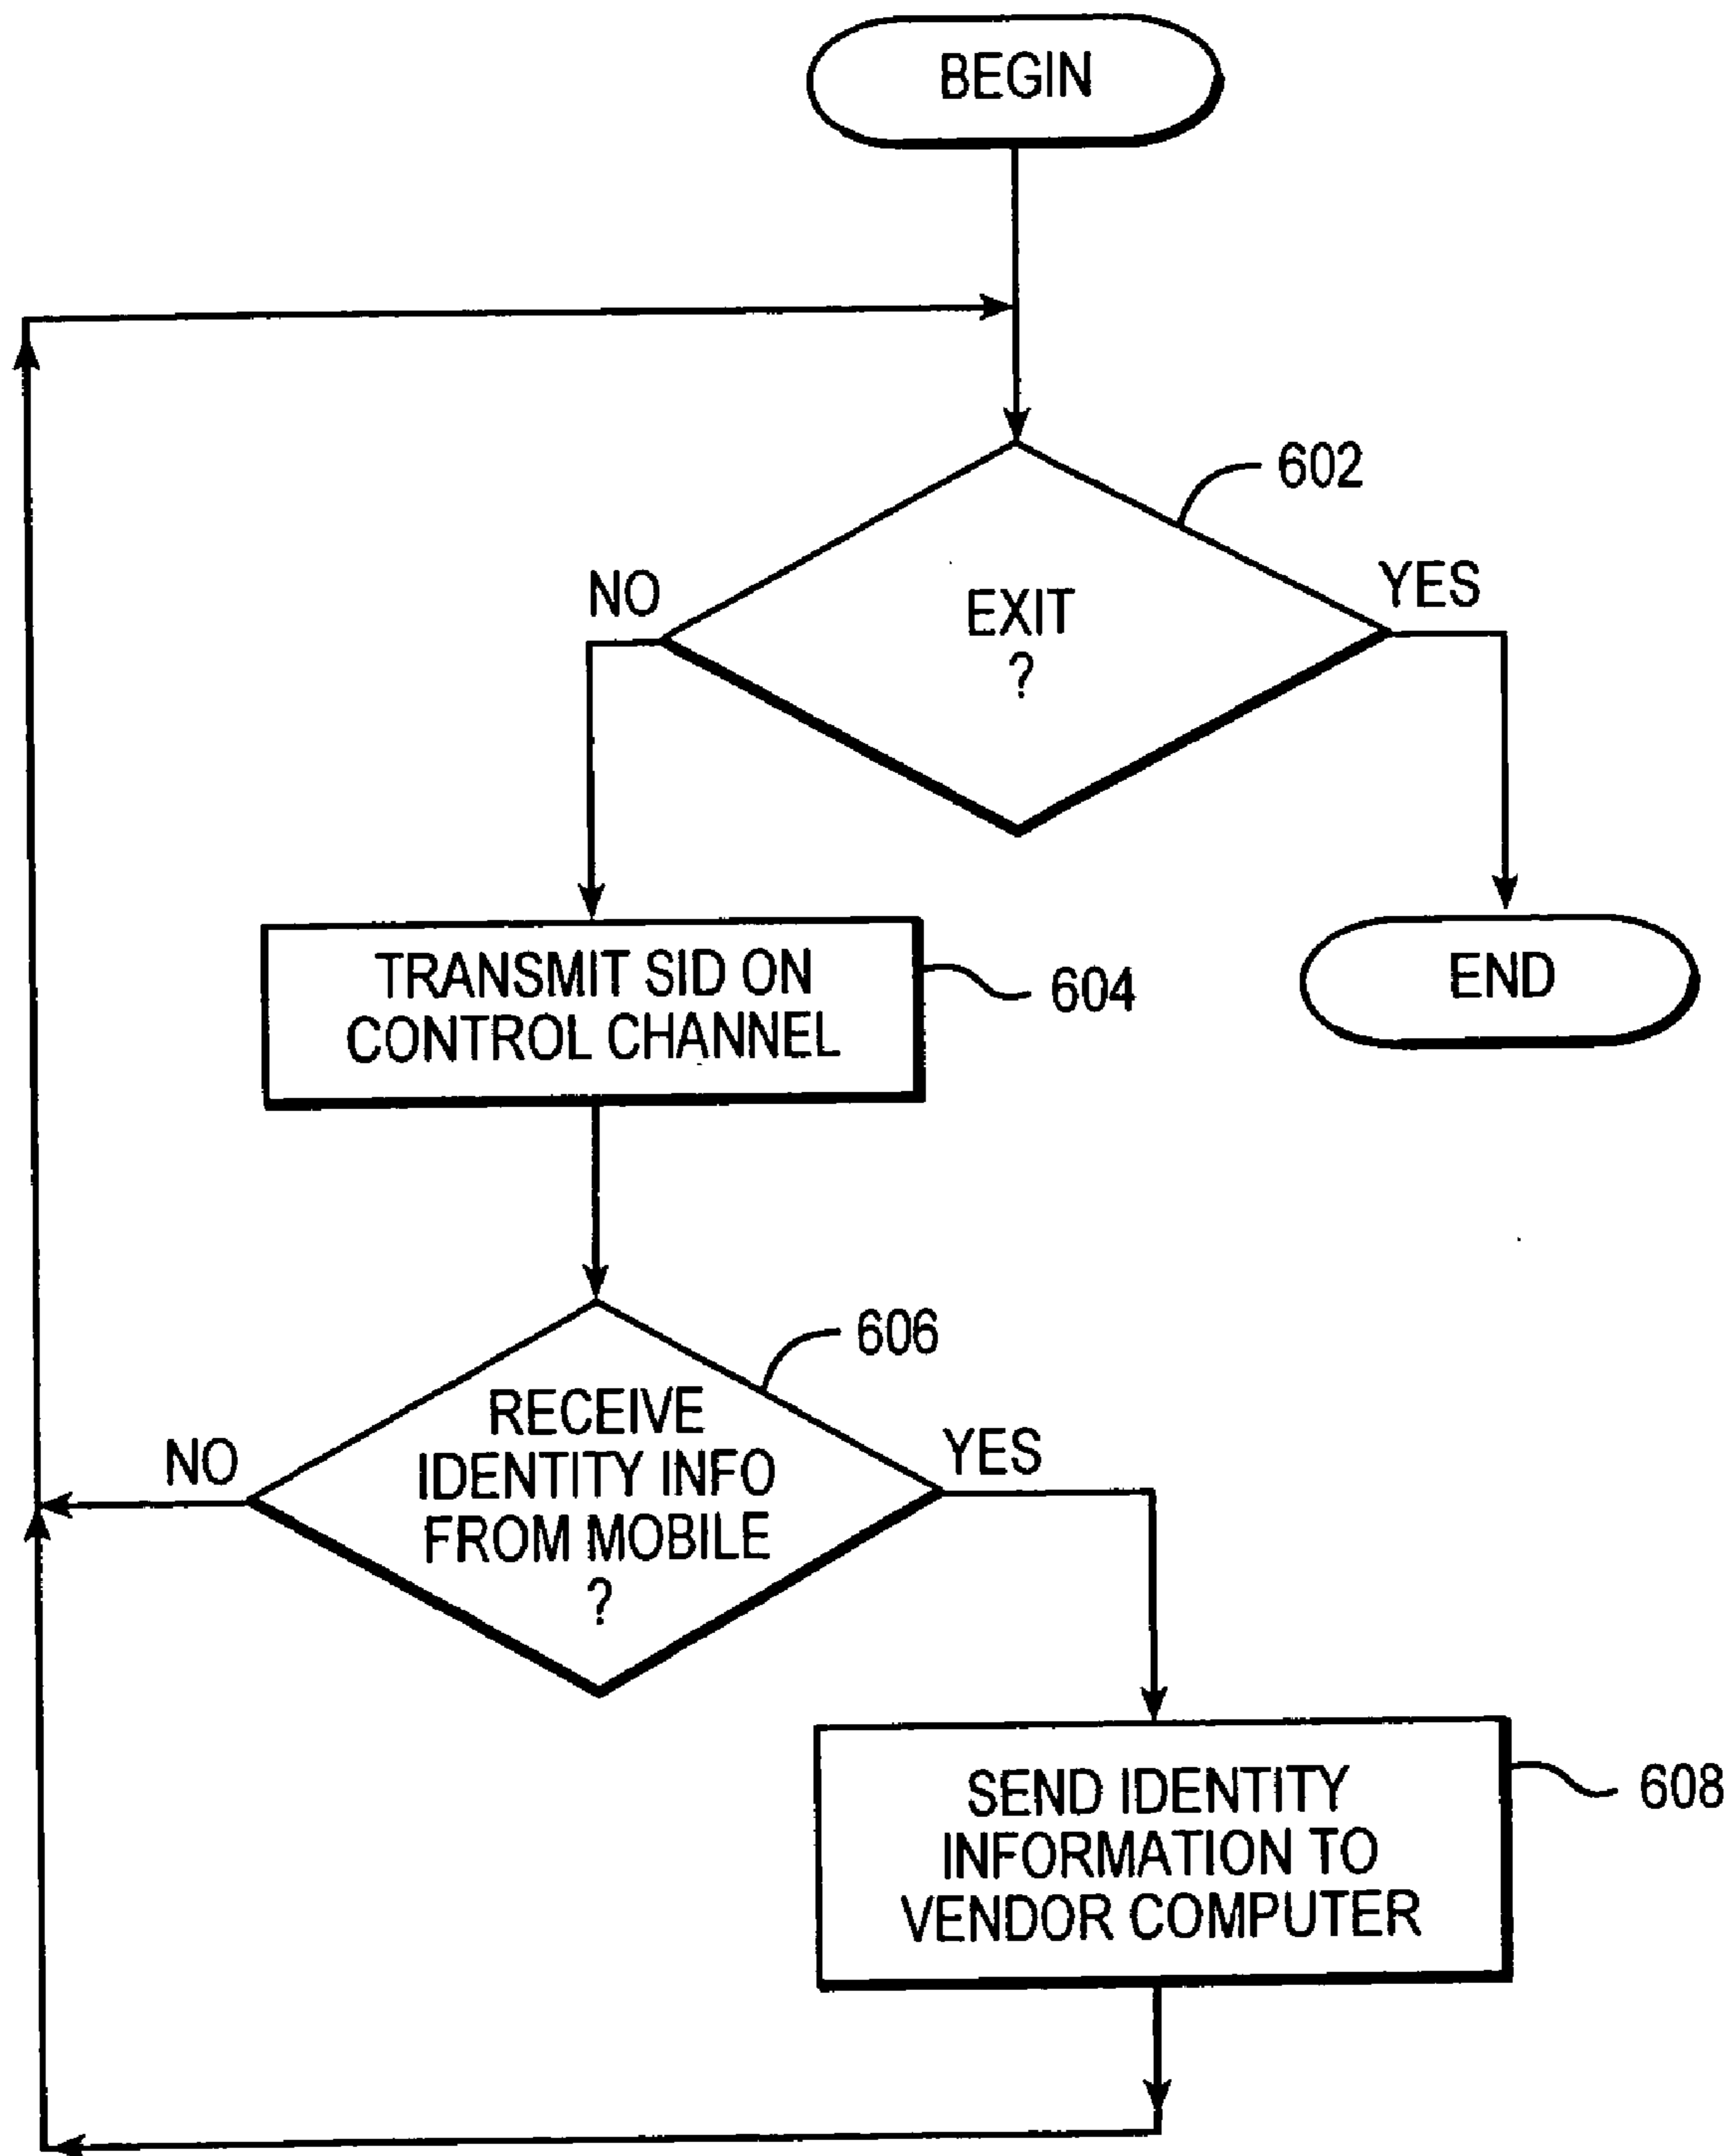 BEGIN
602
NO
YES
EXIT
?
TRANSMIT SID ON
CONTROL CHANNEL
604
END
606
RECEIVE
IDENTITY INFO
FROM MOBILE
?
NO
YES
SEND IDENTITY
INFORMATION TO
VENDOR COMPUTER
608